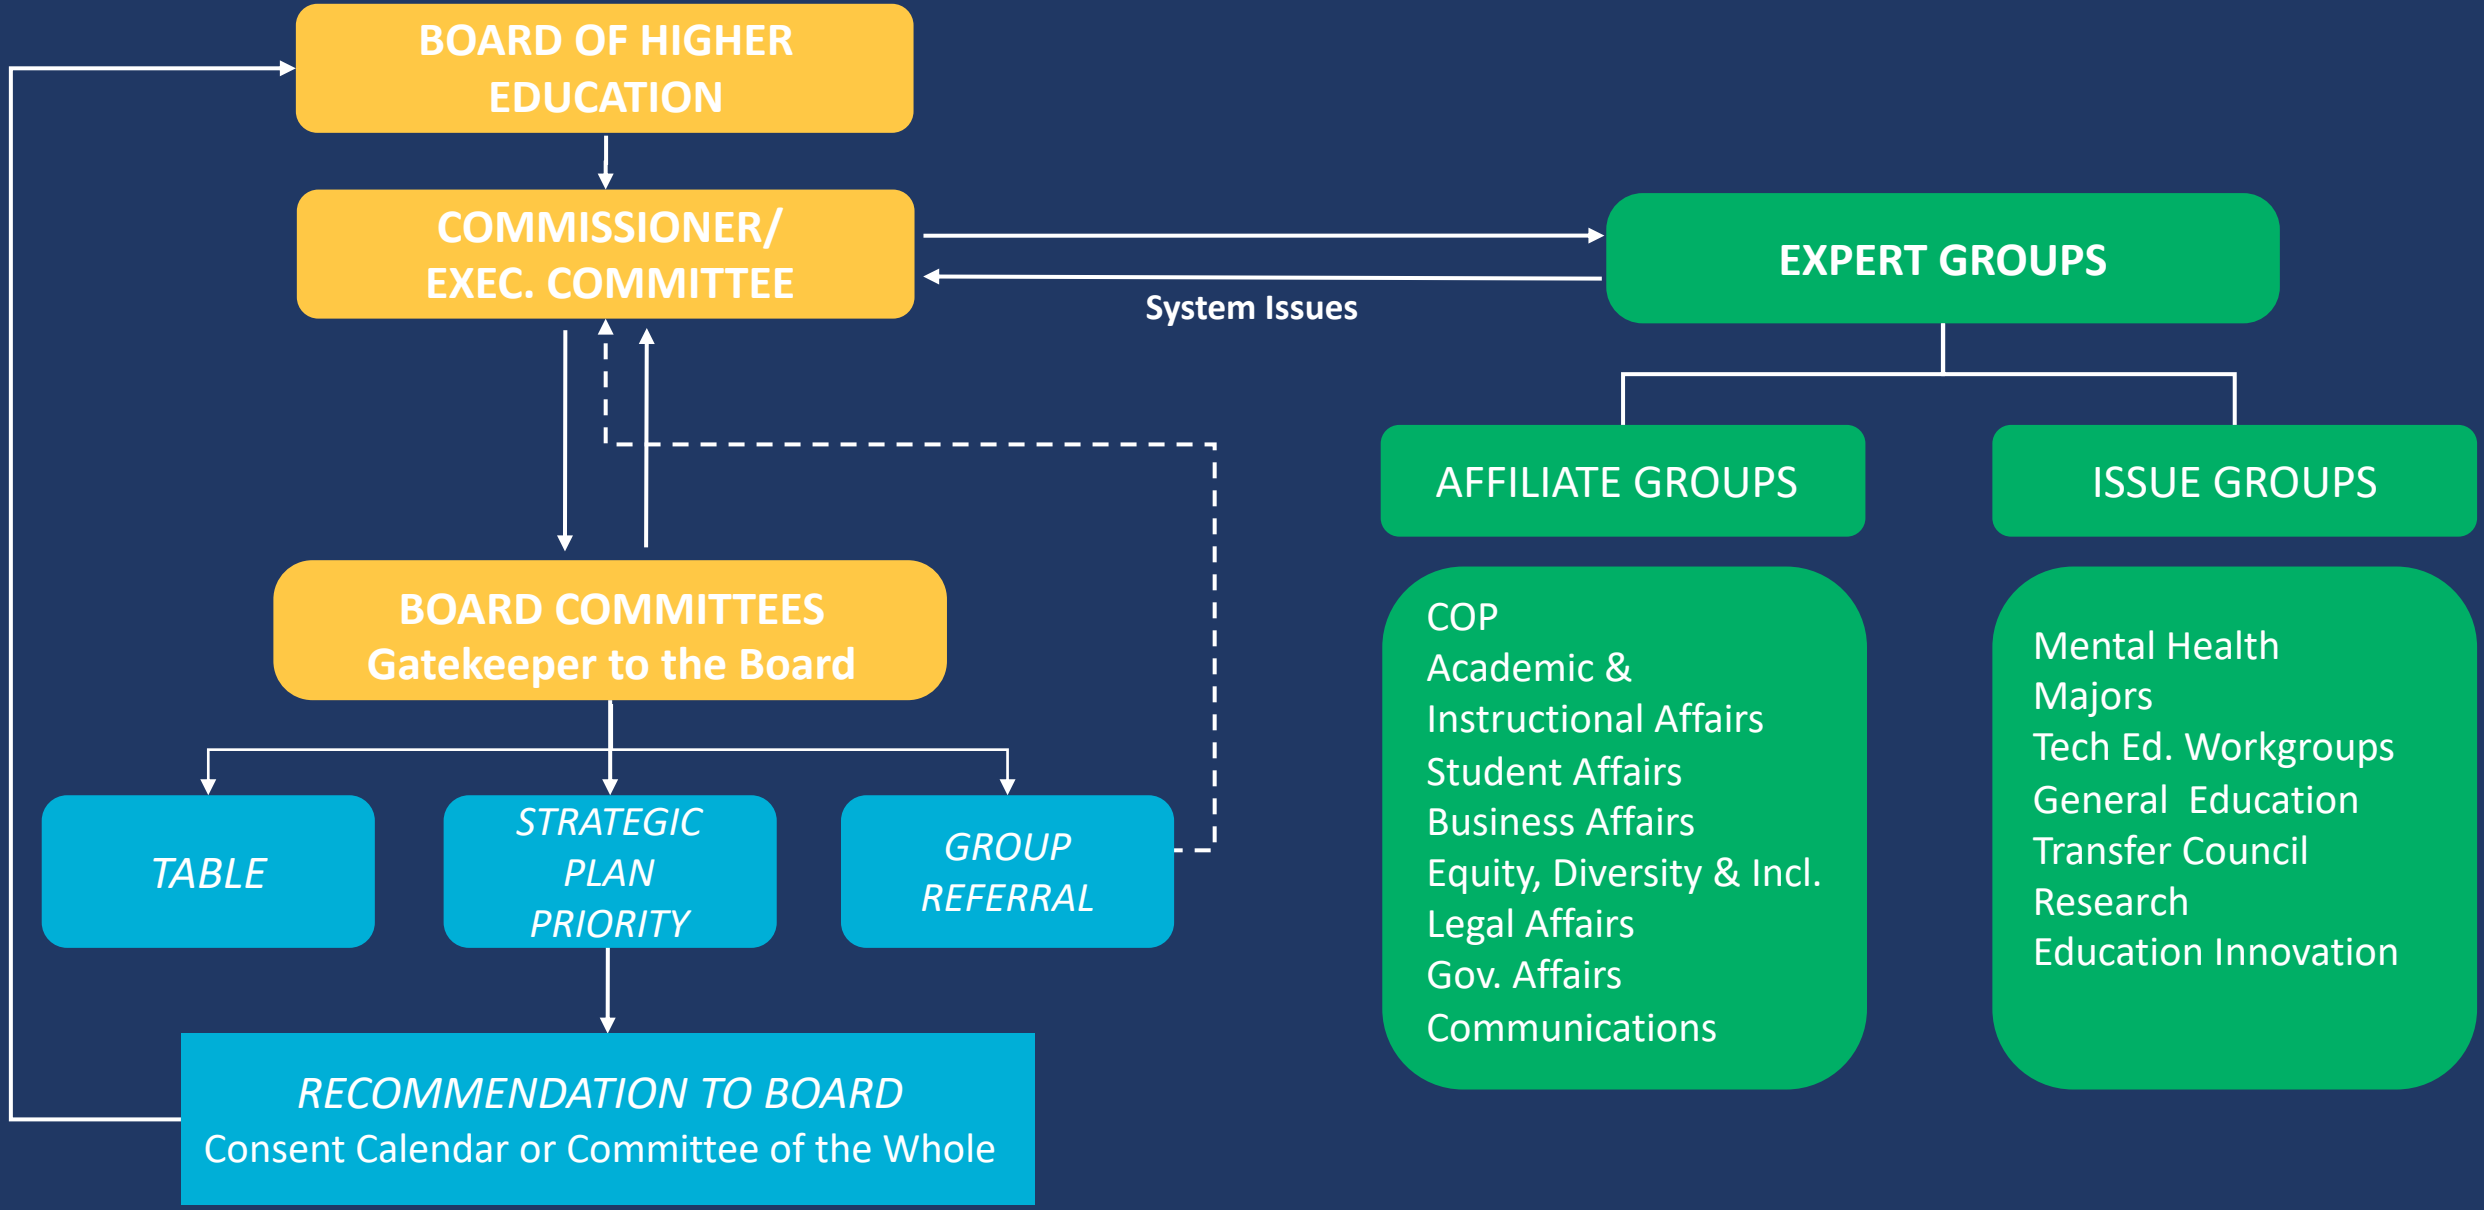 BOARD OF HIGHER
EDUCATION
COMMISSIONER/
EXEC. COMMITTEE
System Issues
EXPERT GROUPS
AFFILIATE GROUPS
ISSUE GROUPS
BOARD COMMITTEES
Gatekeeper to the Board
COP
Academic &
Instructional Affairs
Student Affairs
Business Affairs
Equity, Diversity & Incl.
Legal Affairs
Gov. Affairs
Communications
Mental Health
Majors
Tech Ed. Workgroups
General  Education
Transfer Council
Research
Education Innovation
TABLE
STRATEGIC
PLAN
PRIORITY
GROUP
REFERRAL
RECOMMENDATION TO BOARD
Consent Calendar or Committee of the Whole